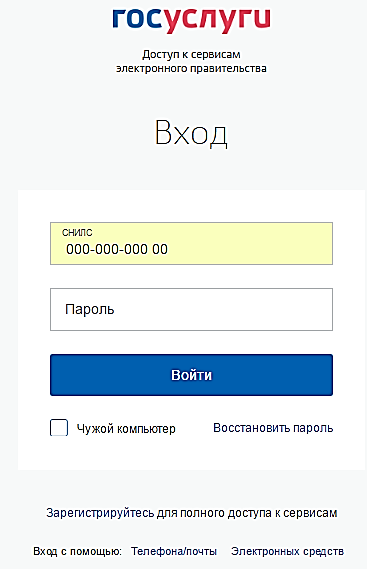 госуслуги
Доступ к сервисам
электронного правительства
Вход
СНИЛС
000-000-000 00
Пароль
Войти
Чужой компьютер Восстановить пароль
Зарегистрируйтесь для полного доступа к сервисам
Вход с помощью: Телефона/почты Электронных средств